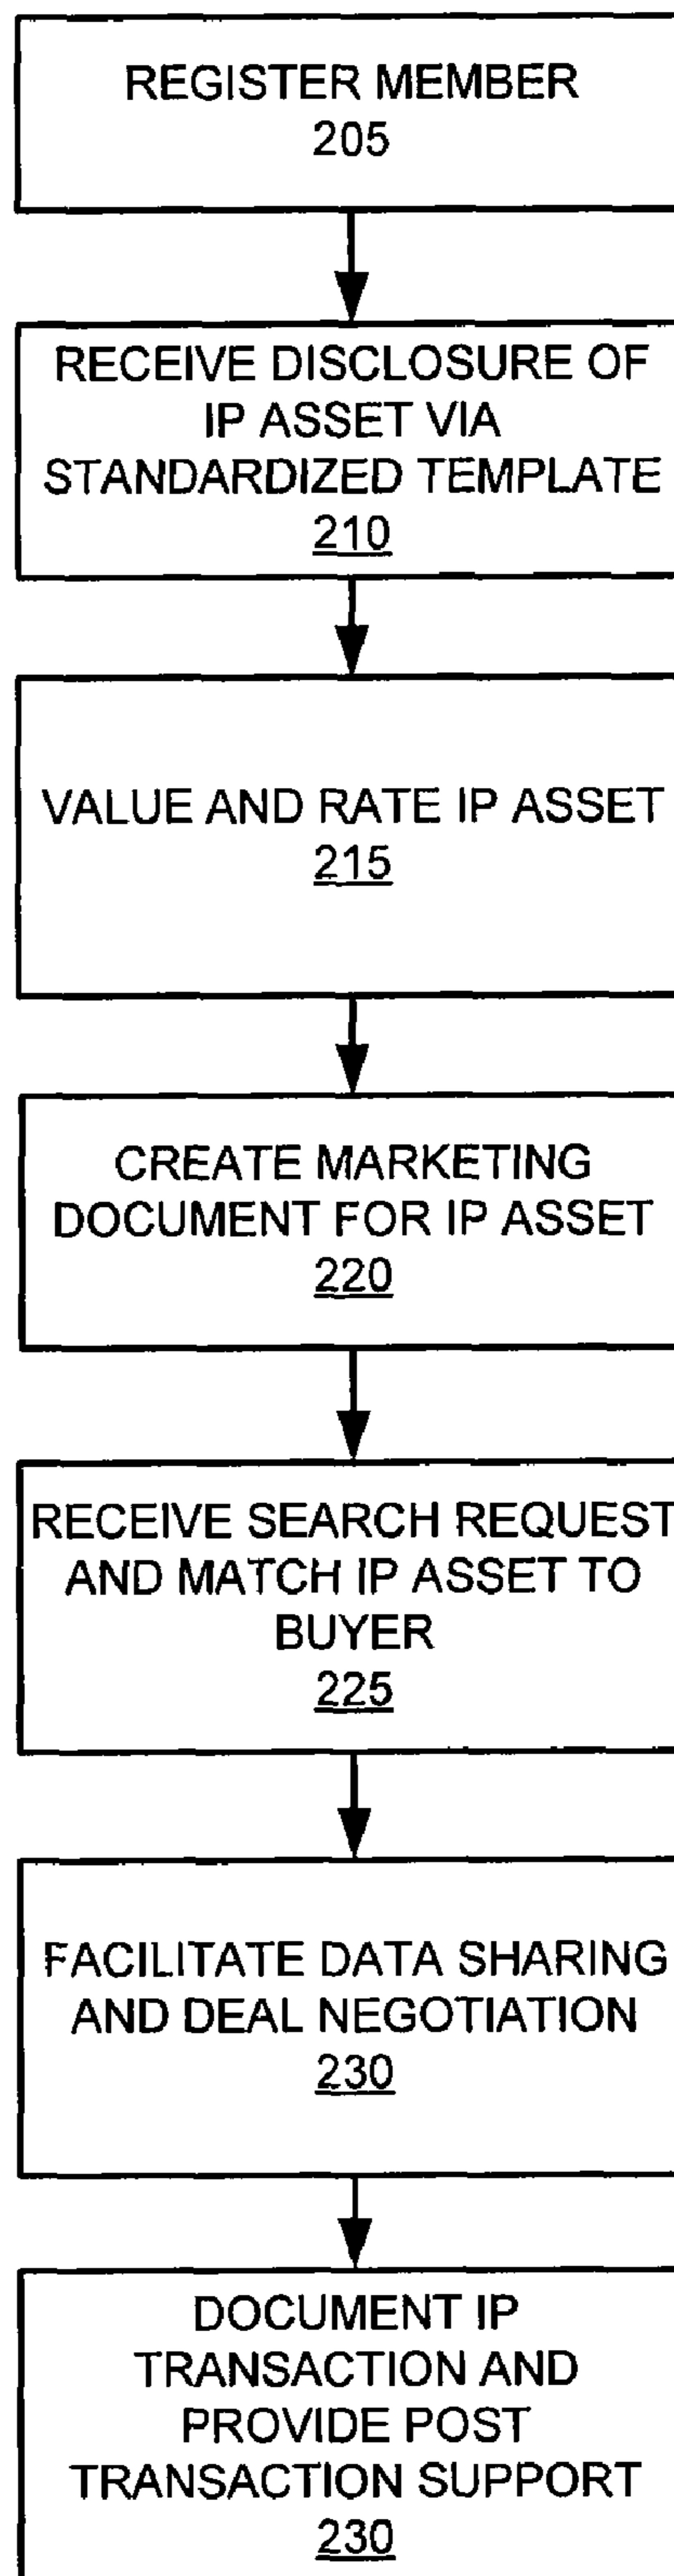 REGISTER MEMBER
205
RECEIVE DISCLOSURE OF
IP ASSET VIA
STANDARDIZED TEMPLATE
210
VALUE AND RATE IP ASSET
215
CREATE MARKETING
DOCUMENT FOR IP ASSET
220
RECEIVE SEARCH REQUEST
AND MATCH IP ASSET TO
BUYER
225
FACILITATE DATA SHARING
AND DEAL NEGOTIATION
230
DOCUMENT IP
TRANSACTION AND
PROVIDE POST
TRANSACTION SUPPORT
230